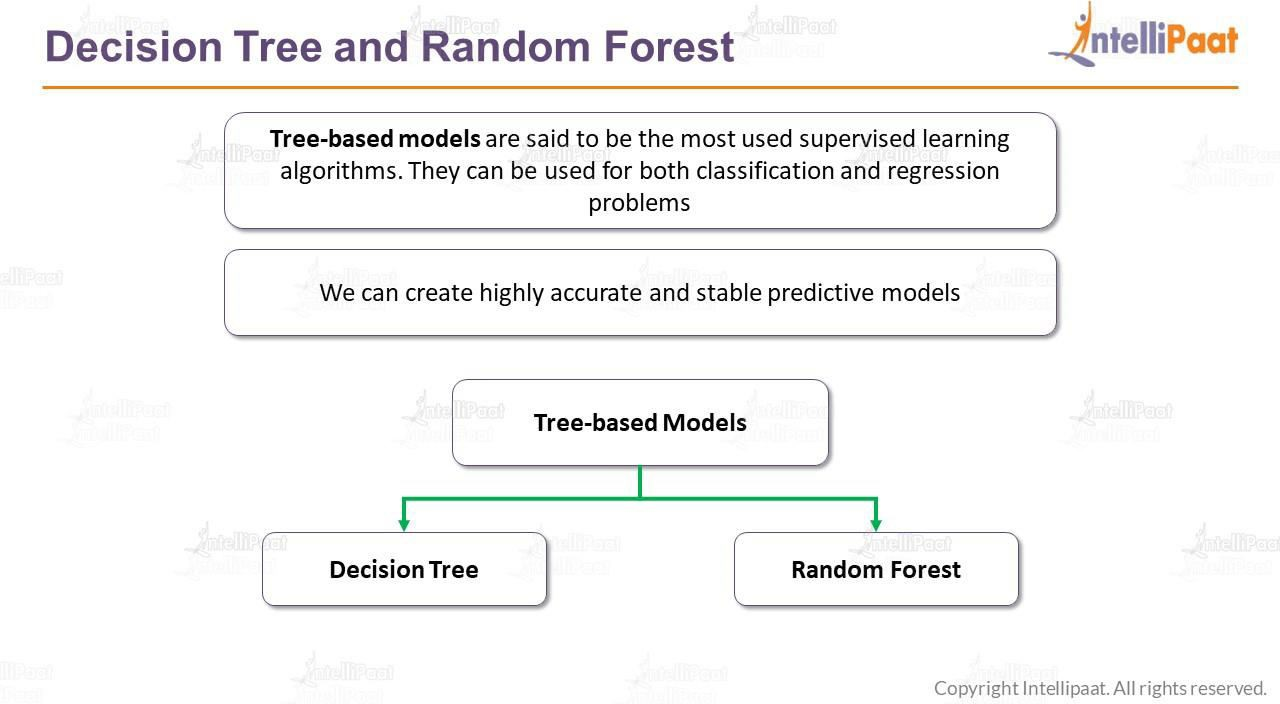 Decision Tree and Random Forest
IntelliPaat
Tree-based models are said to be the most used supervised learning
algorithms. They can be used for both classification and regression
problems
We can create highly accurate and stable predictive models
Tree-based Models
Decision Tree
Random Forest
Copyright Intellipaat. All rights reserved.